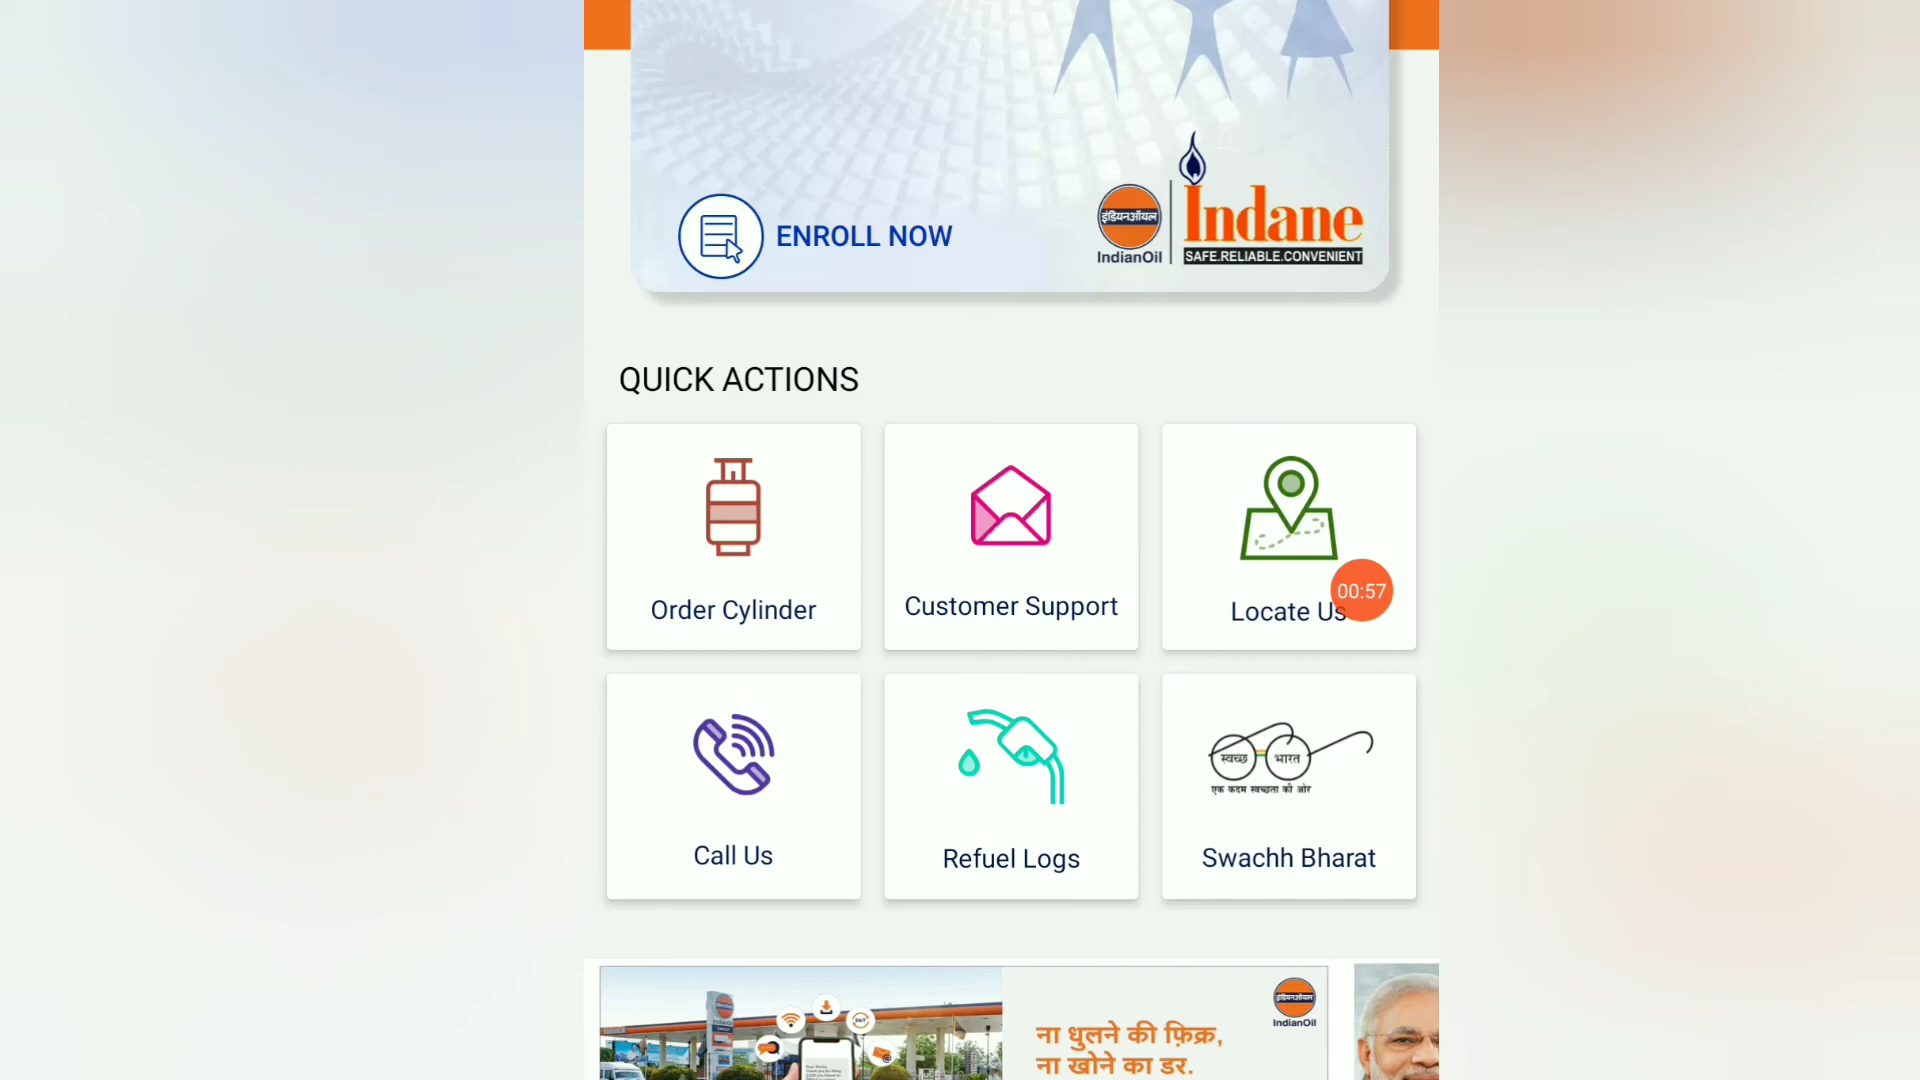 ENROLL NOW
इंडियनऑयल
IndianOil
Indane
SAFE.RELIABLE.CONVENIENT
QUICK ACTIONS
Order Cylinder
Customer Support
Locate Us
00:57
Call Us
Refuel Logs
स्वच्छ भारत
एक कदम स्वच्छता की ओर
Swachh Bharat
इंडियनऑयल
IndianOil
24x7
ना धुलने की फ़िक्र,
ना खोने का डर.